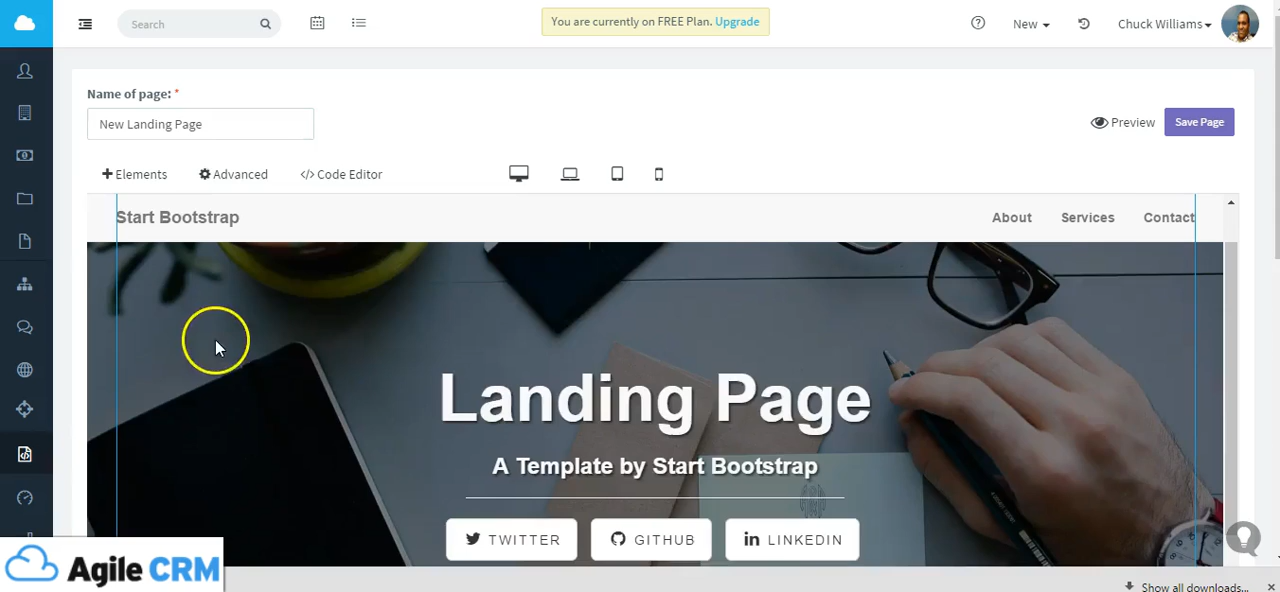 Search
You are currently on FREE Plan. Upgrade
New
Chuck Williams
Name of page: *
New Landing Page
Preview
Save Page
Elements
Advanced
</> Code Editor
Start Bootstrap
About
Services
Contact
Landing Page
A Template by Start Bootstrap
TWITTER
GITHUB
LINKEDIN
Agile CRM
Show all downloads...